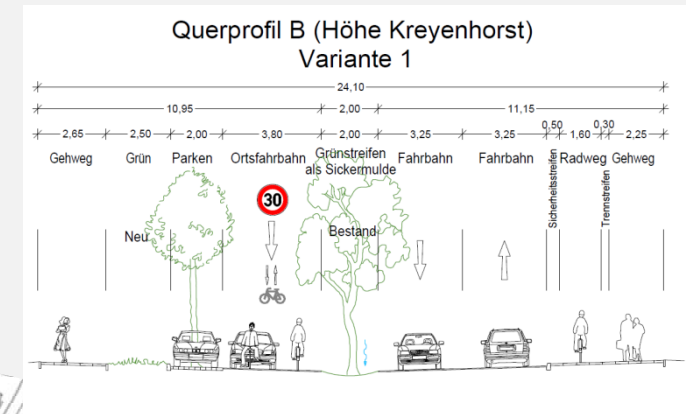 Querprofil B (Höhe Kreyenhorst)
Variante 1
24,10
10,95 2,00 11,15
2,65 2,50 2,00 3,80 2,00 3,25 3,25 0,50 1,60 0,30 2,25
Gehweg Grün Parken Ortsfahrbahn Grünstreifen als Sickermulde Fahrbahn Fahrbahn Sicherheitsstreifen Radweg Trennstreifen Gehweg
30
Neu Bestand